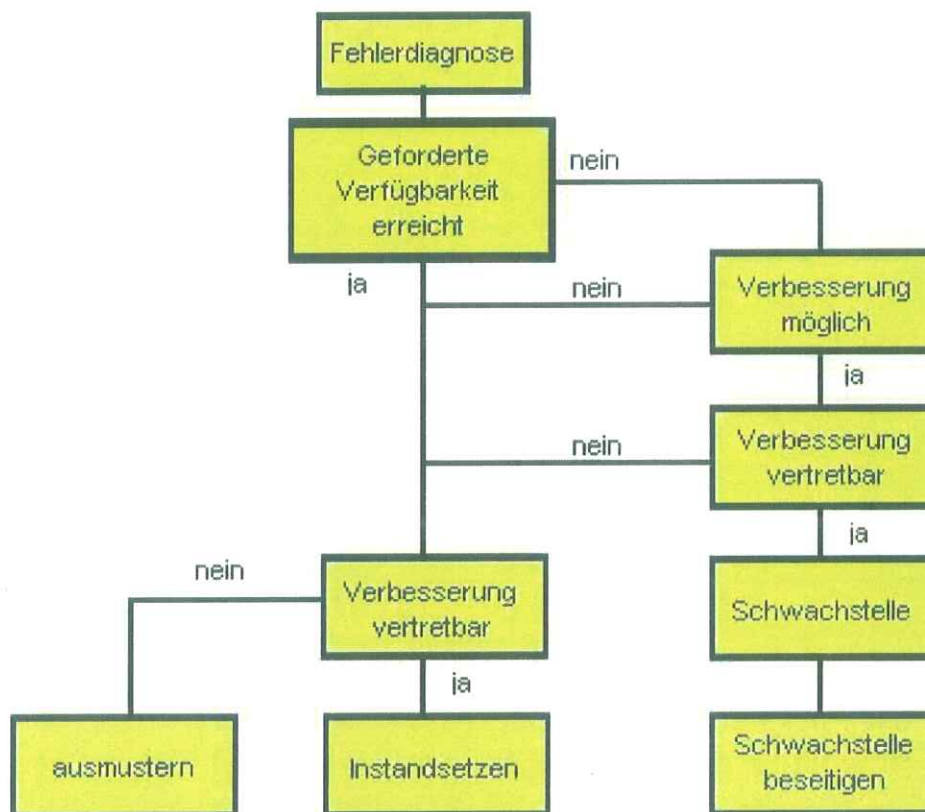 Fehlerdiagnose
Geforderte
Verfügbarkeit
erreicht
nein
ja
nein
Verbesserung
möglich
ja
nein
Verbesserung
vertretbar
ja
nein
Verbesserung
vertretbar
Schwachstelle
ja
ausmustern
Instandsetzen
Schwachstelle
beseitigen